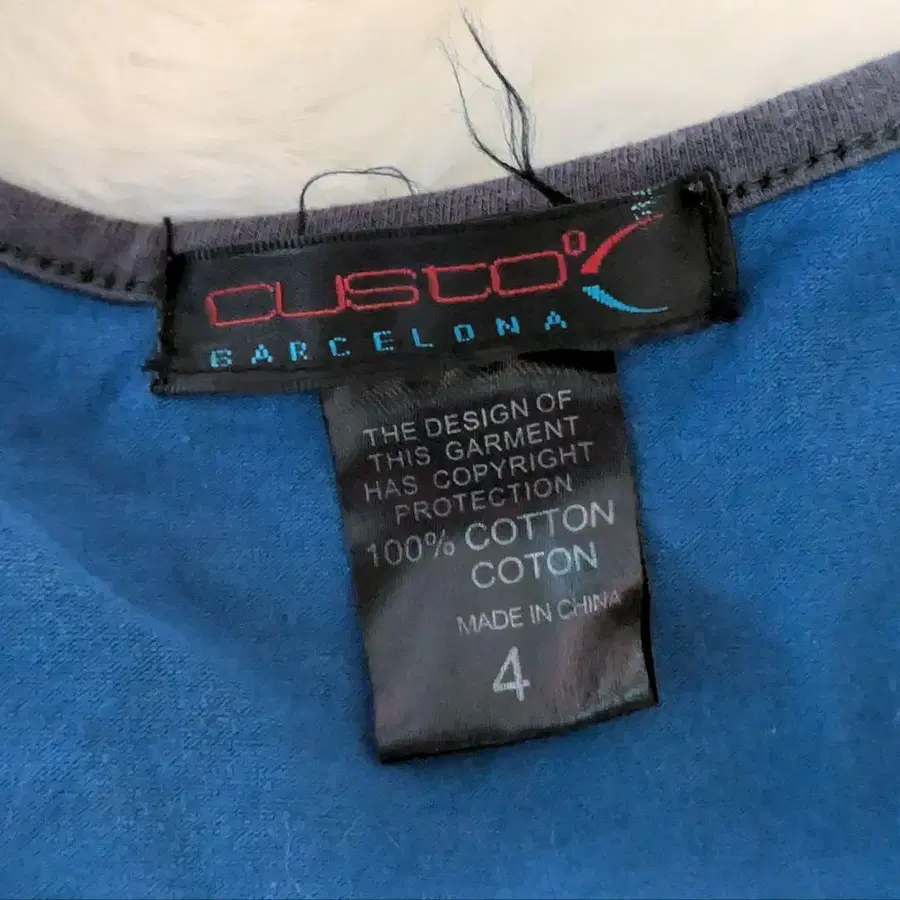 custo
BARCELONA
THE DESIGN OF
THIS GARMENT
HAS COPYRIGHT
PROTECTION
100% COTTON
COTON
MADE IN CHINA
4